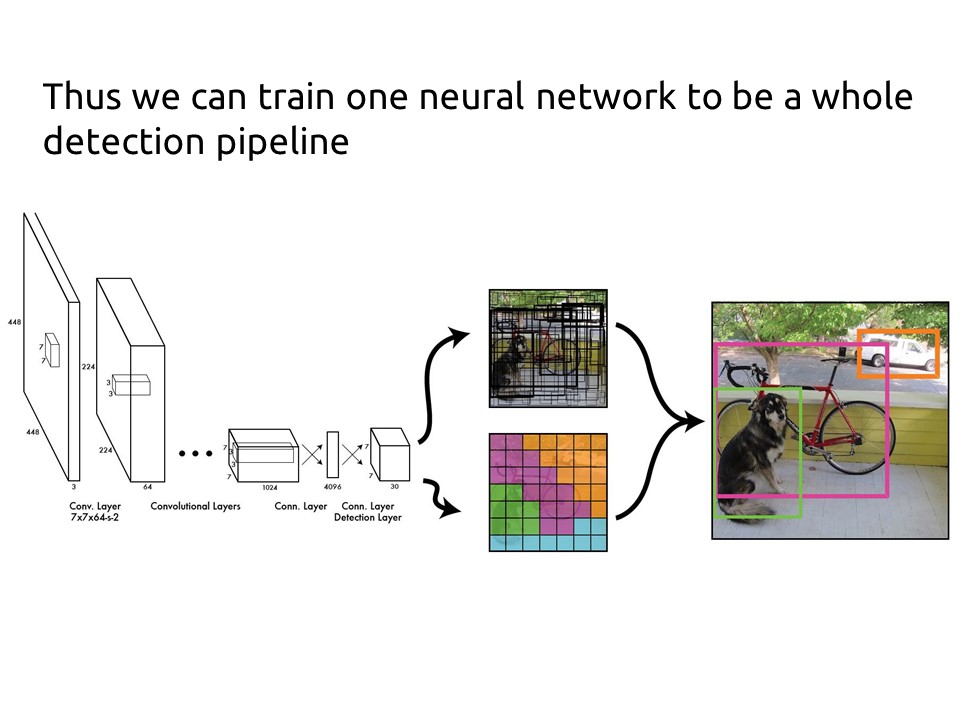 Thus we can train one neural network to be a whole
detection pipeline
448
7
7
448
3
Conv. Layer
7x7x64-s-2
224
3
3
224
64
Convolutional Layers
7
3
3
7
1024
Conn. Layer
4096
Conn. Layer
Detection Layer
7
7
30